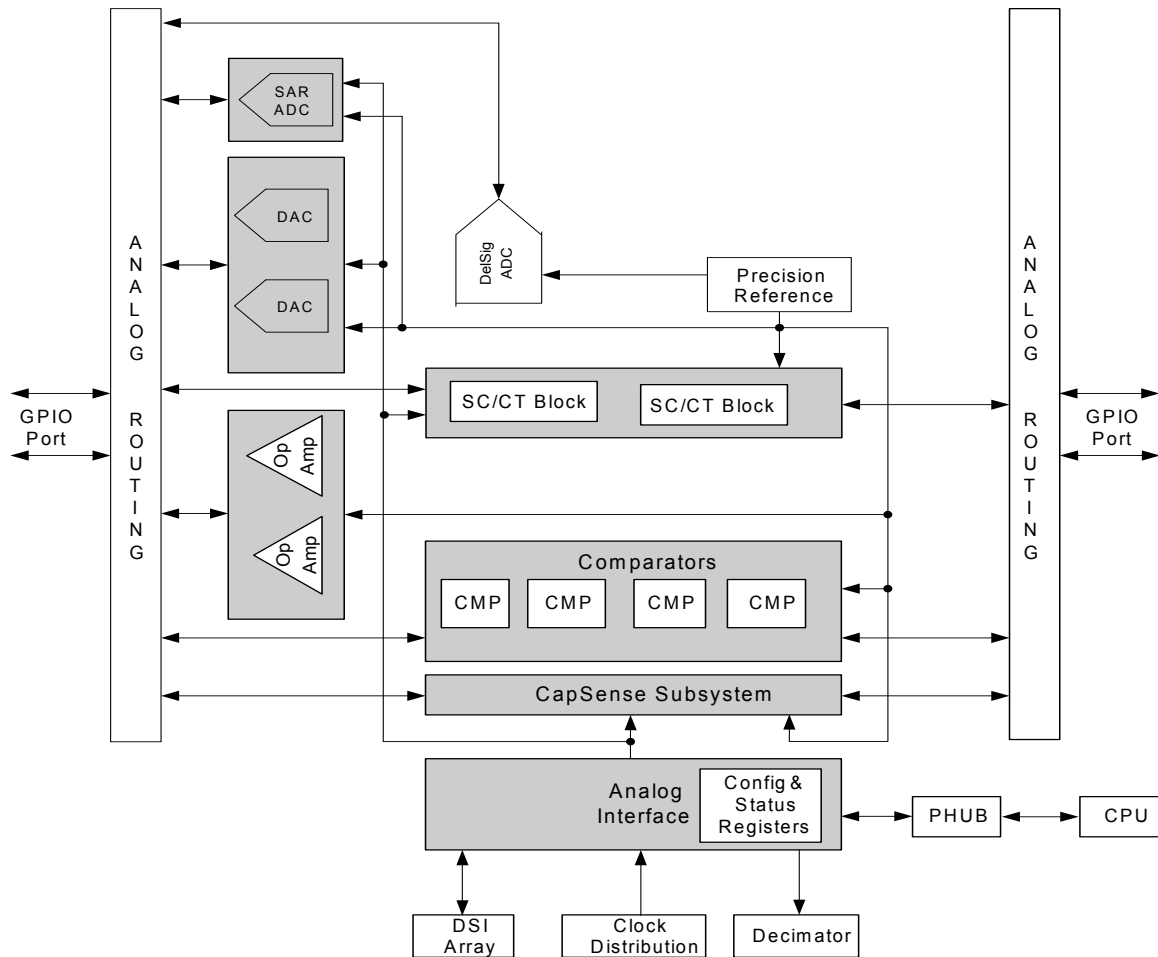 SAR
ADC
DAC
DAC
DelSig
ADC
Precision
Reference
ANALOG ROUTING
ANALOG ROUTING
GPIO
Port
GPIO
Port
SC/CT Block
SC/CT Block
Op
Amp
Op
Amp
Comparators
CMP
CMP
CMP
CMP
CapSense Subsystem
Analog
Interface
Config &
Status
Registers
PHUB
CPU
DSI
Array
Clock
Distribution
Decimator